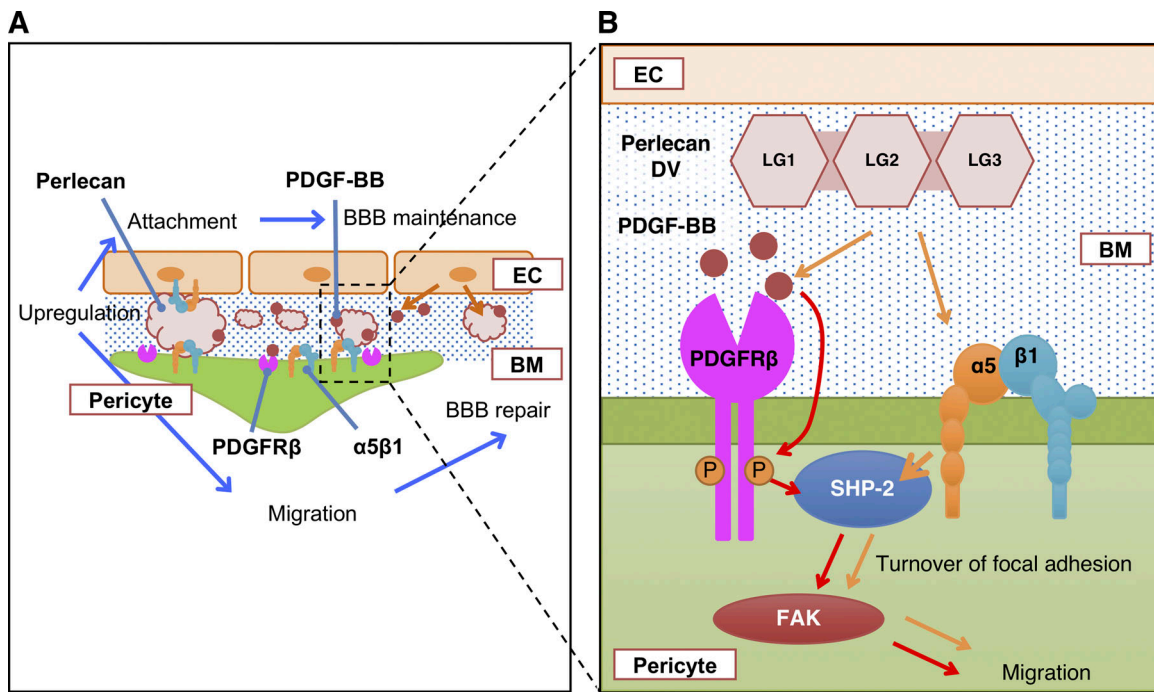 A
Perlecan
PDGF-BB
Attachment
BBB maintenance
EC
Upregulation
BM
Pericyte
BBB repair
PDGFRβ
α5β1
Migration
B
EC
Perlecan
DV
LG1
LG2
LG3
PDGF-BB
BM
PDGFRβ
α5
β1
P
P
SHP-2
Turnover of focal adhesion
FAK
Pericyte
Migration